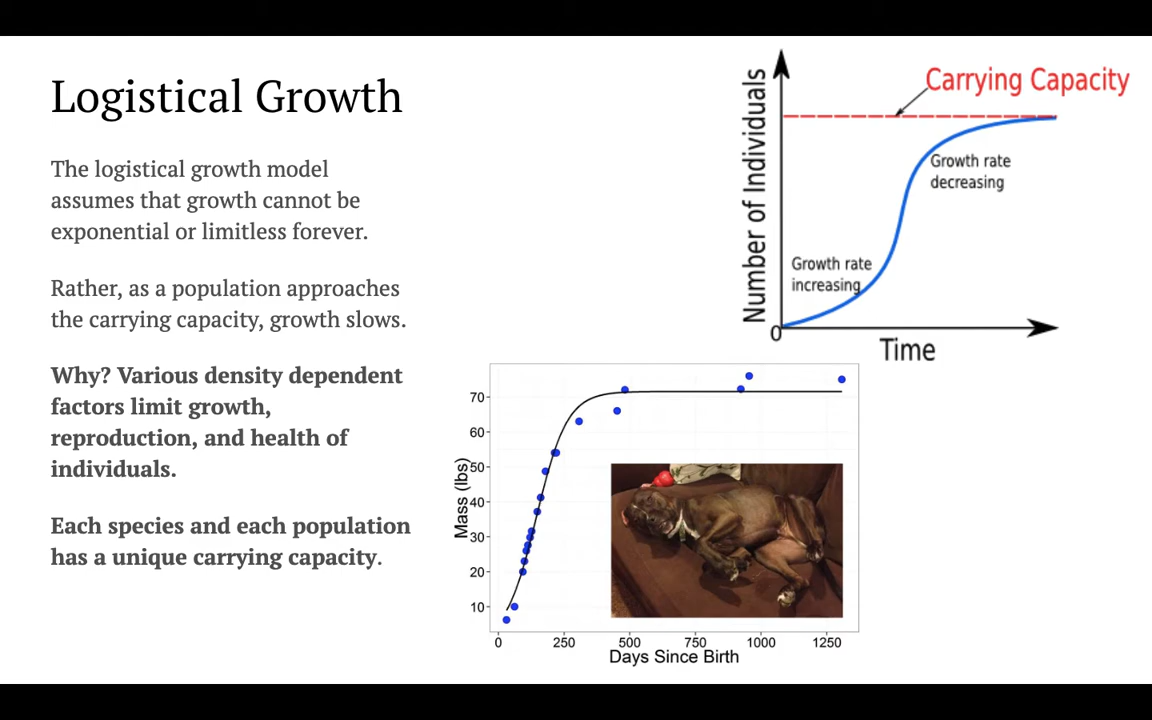 Logistical Growth
The logistical growth model
assumes that growth cannot be
exponential or limitless forever.
Rather, as a population approaches
the carrying capacity, growth slows.
Why? Various density dependent
factors limit growth,
reproduction, and health of
individuals.
Each species and each population
has a unique carrying capacity.
Number of Individuals
Carrying Capacity
Growth rate
decreasing
Growth rate
increasing
0
Time
Mass (lbs)
70
60
50
40
30
20
10
0 250 500 750 1000 1250
Days Since Birth